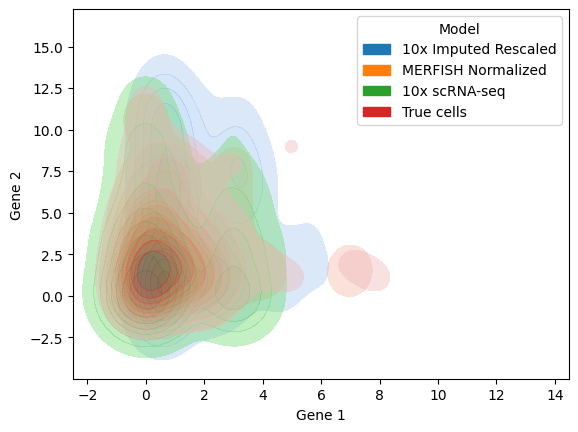 Model
10x Imputed Rescaled
MERFISH Normalized
10x scRNA-seq
True cells
15.0
12.5
10.0
7.5
5.0
2.5
0.0
−2.5
Gene 2
−2 0 2 4 6 8 10 12 14
Gene 1